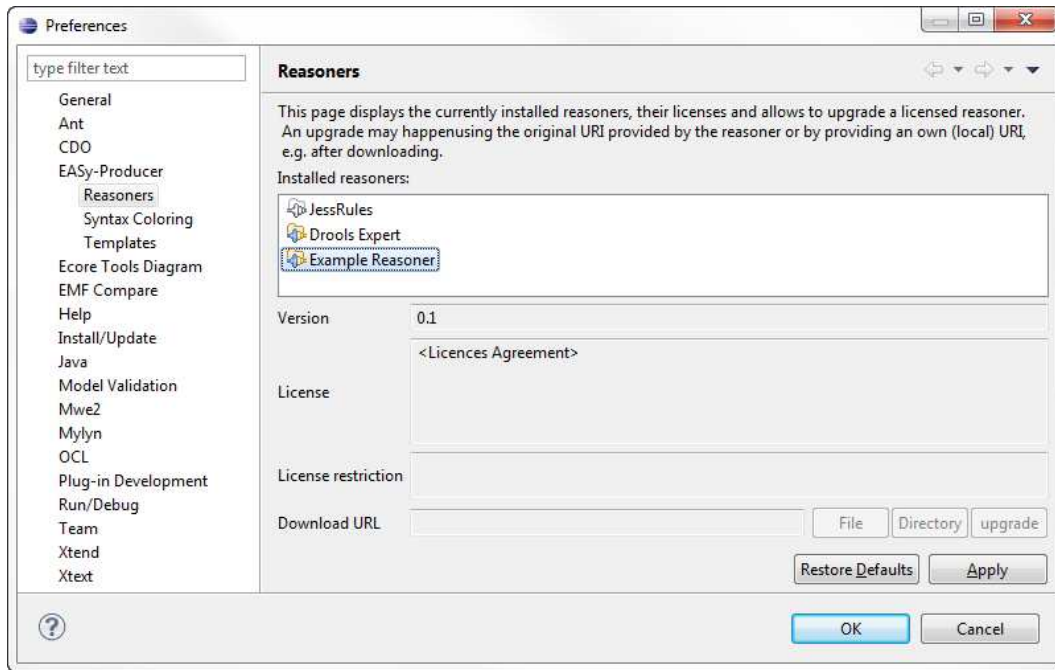 Preferences
type filter text
General
Ant
CDO
EASy-Producer
Reasoners
Syntax Coloring
Templates
Ecore Tools Diagram
EMF Compare
Help
Install/Update
Java
Model Validation
Mwe2
Mylyn
OCL
Plug-in Development
Run/Debug
Team
Xtend
Xtext
Reasoners
This page displays the currently installed reasoners, their licenses and allows to upgrade a licensed reasoner.
An upgrade may happenusing the original URI provided by the reasoner or by providing an own (local) URI,
e.g. after downloading.
Installed reasoners:
JessRules
Drools Expert
Example Reasoner
Version 0.1
<Licences Agreement>
License
License restriction
Download URL File Directory upgrade
Restore Defaults Apply
? OK Cancel